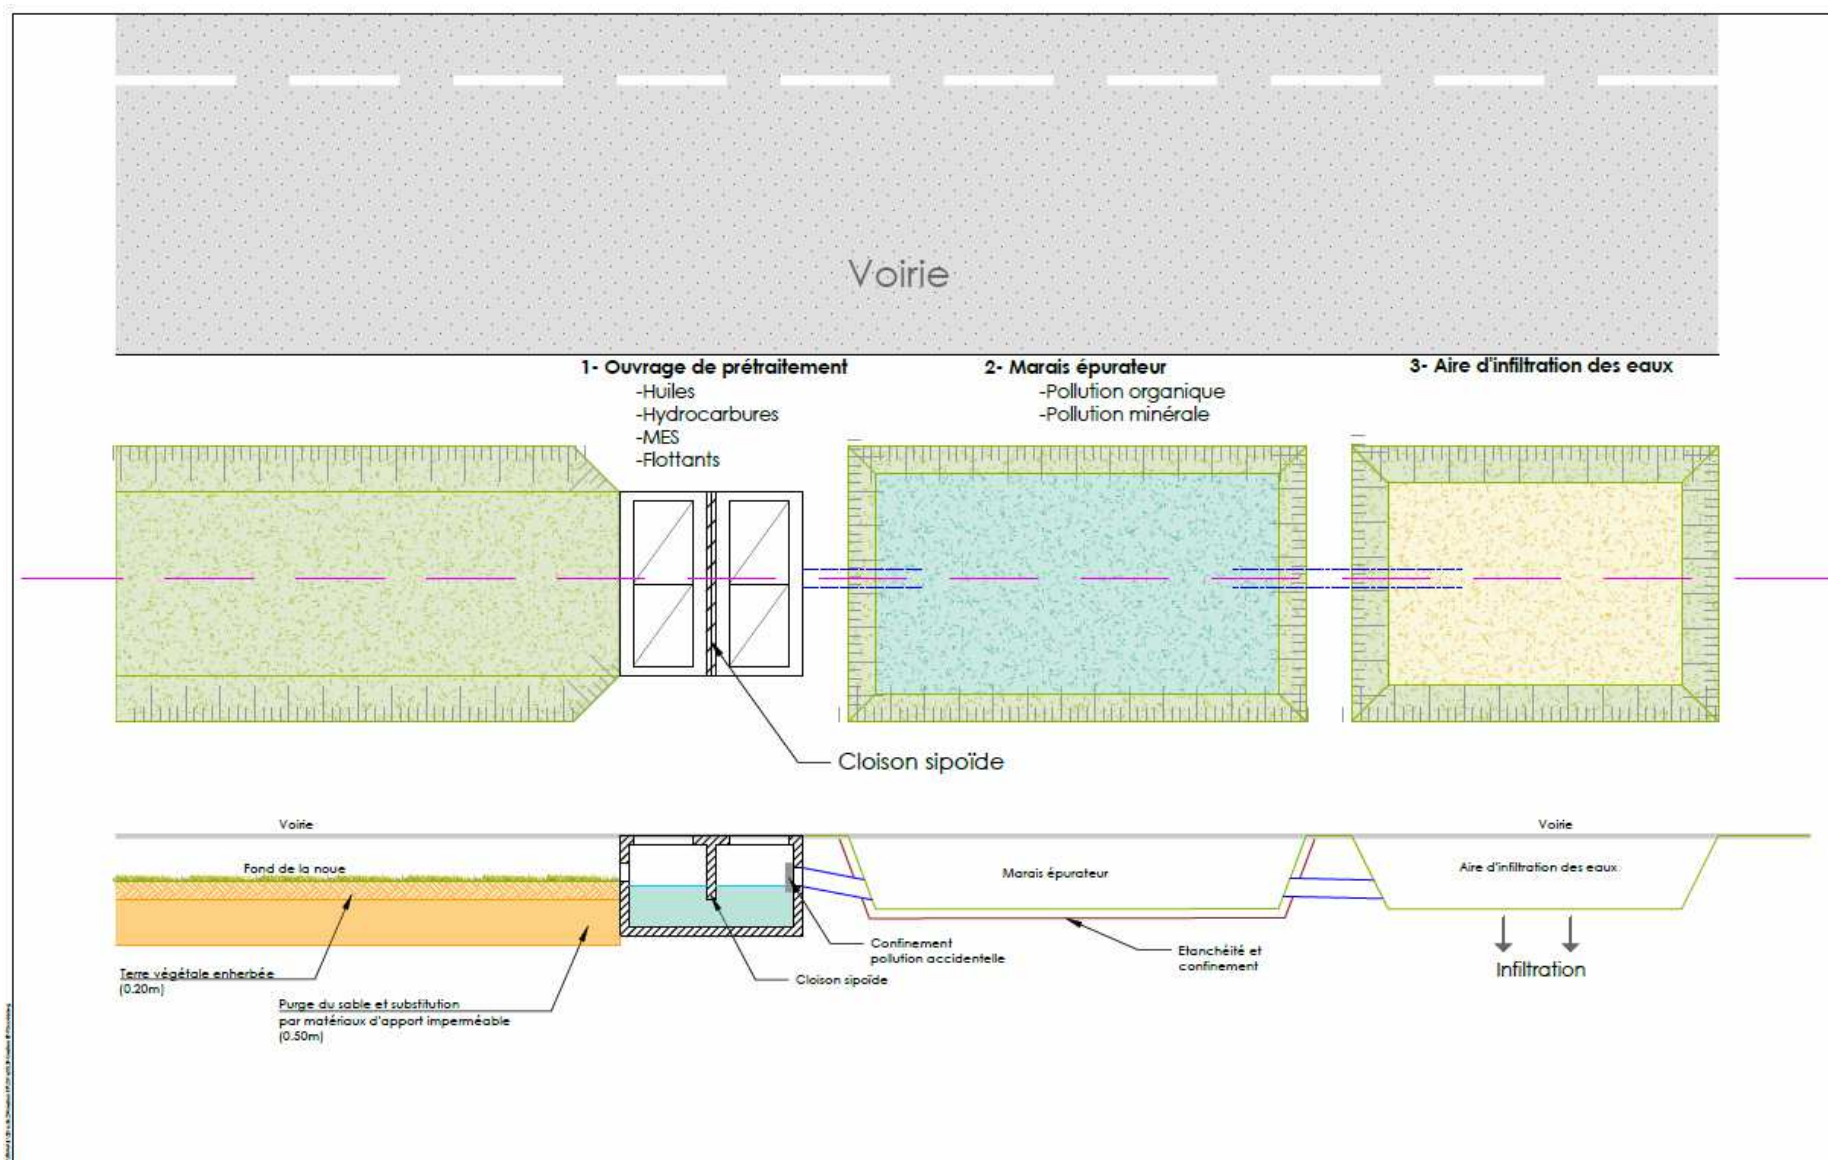 Voirie
1- Ouvrage de prétraitement
-Huiles
-Hydrocarbures
-MES
-Flottants
2- Marais épurateur
-Pollution organique
-Pollution minérale
3- Aire d'infiltration des eaux
Cloison sipoïde
Voirie
Voirie
Fond de la noue
Marais épurateur
Aire d'infiltration des eaux
Terre végétale enherbée
(0.20m)
Purge du sable et substitution
par matériaux d'apport imperméable
(0.50m)
Confinement
pollution accidentelle
Cloison sipoïde
Etanchéité et
confinement
Infiltration